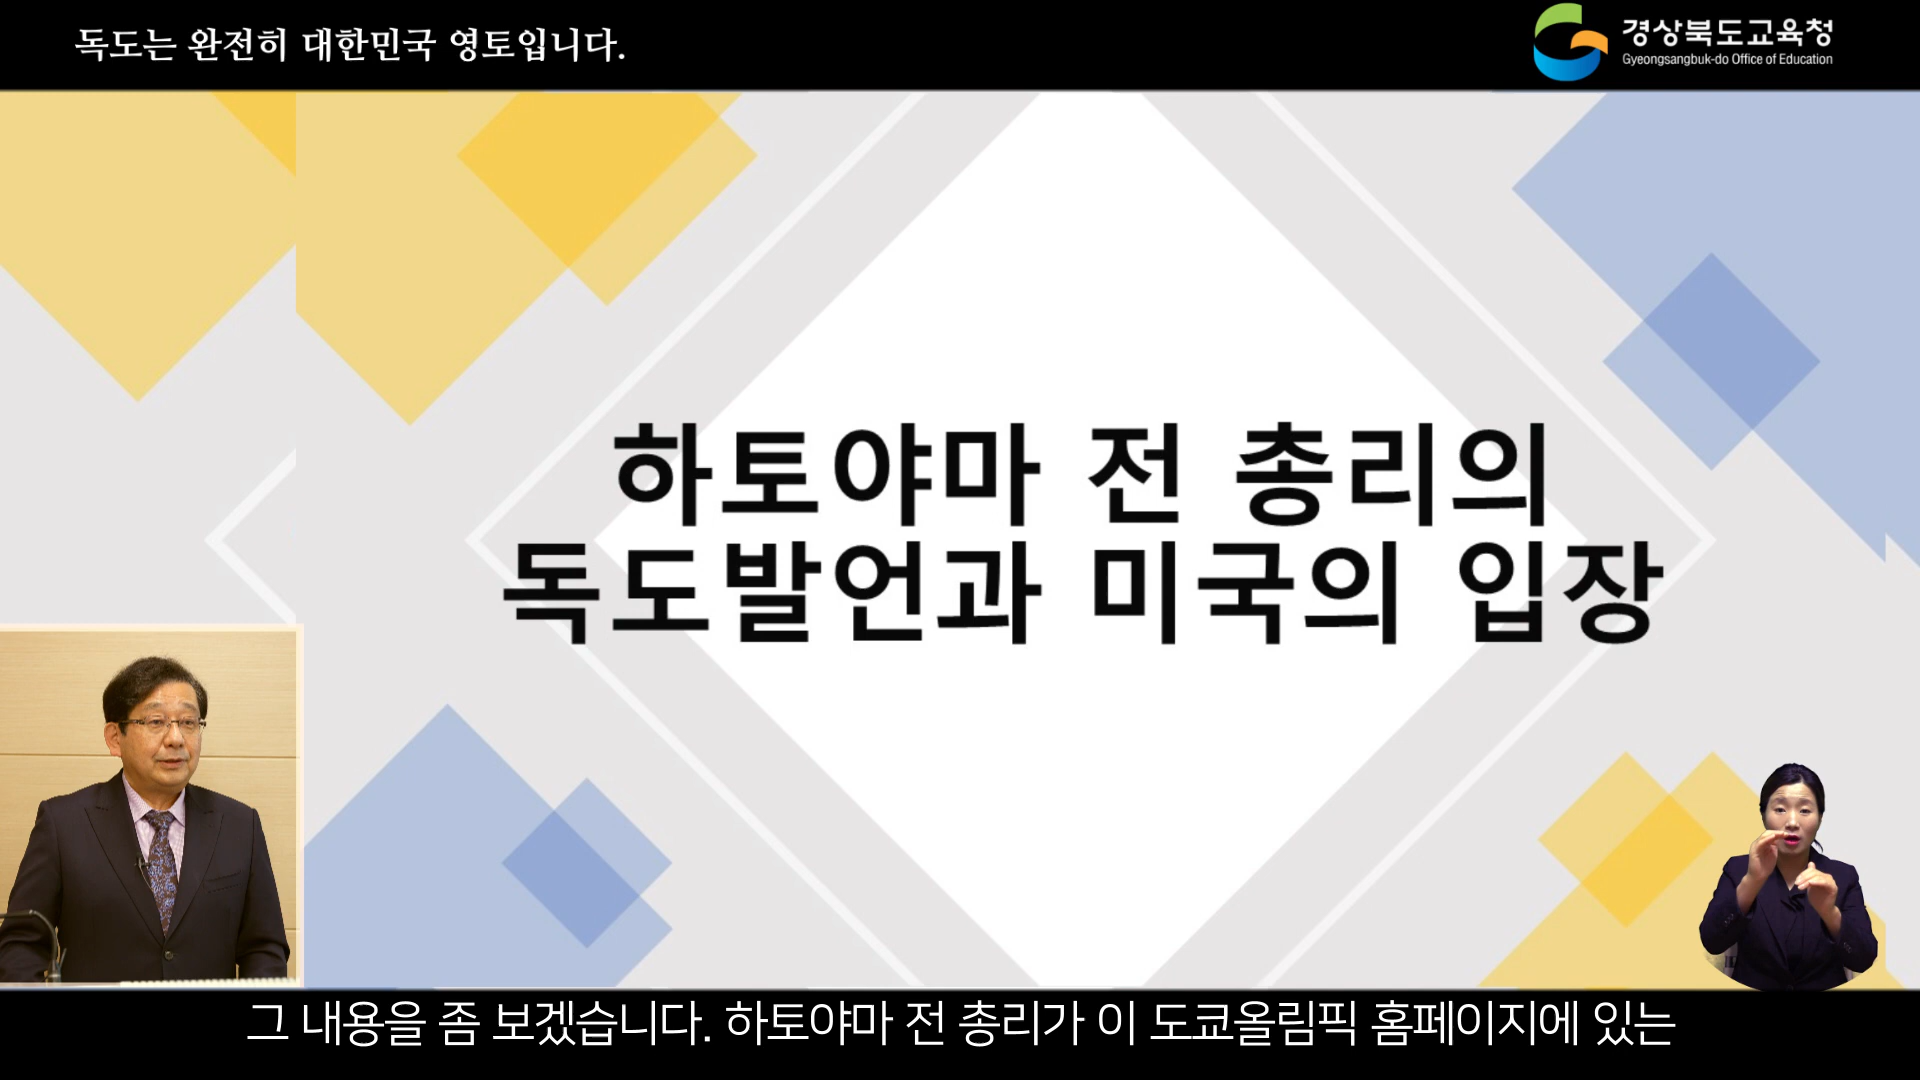 독도는 완전히 대한민국 영토입니다.
경상북도교육청
Gyeongsangbuk-do Office of Education
하토야마 전 총리의
독도발언과 미국의 입장
그 내용을 좀 보겠습니다. 하토야마 전 총리가 이 도쿄올림픽 홈페이지에 있는